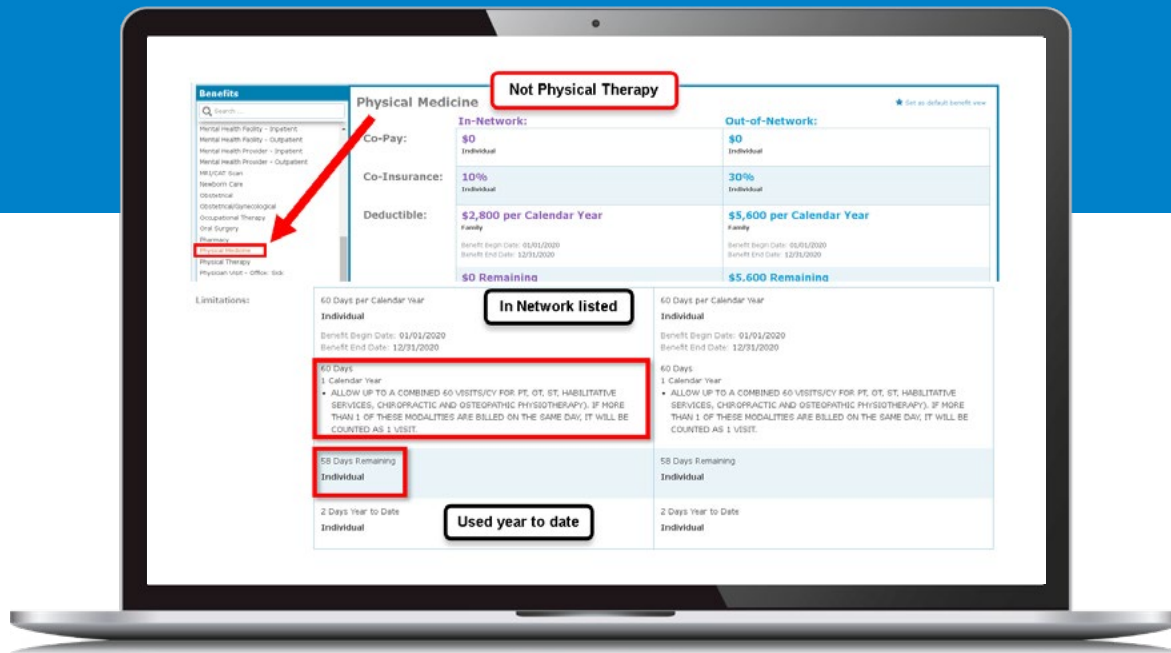 Benefits
Search ...
Mental Health Facility - Inpatient
Mental Health Facility - Outpatient
Mental Health Provider - Inpatient
Mental Health Provider - Outpatient
MRI/CAT Scan
Newborn Care
Obstetrical
Obstetrical/Gynecological
Occupational Therapy
Oral Surgery
Pharmacy
Physical Medicine
Physical Therapy
Physician Visit - Office: Sick
Not Physical Therapy
Physical Medicine
Set as default benefit view
In-Network:
Out-of-Network:
Co-Pay:
$0
Individual
$0
Individual
Co-Insurance:
10%
Individual
30%
Individual
Deductible:
$2,800 per Calendar Year
Family
Benefit Begin Date: 01/01/2020
Benefit End Date: 12/31/2020
$5,600 per Calendar Year
Family
Benefit Begin Date: 01/01/2020
Benefit End Date: 12/31/2020
$0 Remaining
$5,600 Remaining
Limitations:
60 Days per Calendar Year
Individual
Benefit Begin Date: 01/01/2020
Benefit End Date: 12/31/2020
In Network listed
60 Days
1 Calendar Year
• ALLOW UP TO A COMBINED 60 VISITS/CY FOR PT, OT, ST, HABILITATIVE
SERVICES, CHIROPRACTIC AND OSTEOPATHIC PHYSIOTHERAPY). IF MORE
THAN 1 OF THESE MODALITIES ARE BILLED ON THE SAME DAY, IT WILL BE
COUNTED AS 1 VISIT.
58 Days Remaining
Individual
2 Days Year to Date
Individual
Used year to date
60 Days per Calendar Year
Individual
Benefit Begin Date: 01/01/2020
Benefit End Date: 12/31/2020
60 Days
1 Calendar Year
• ALLOW UP TO A COMBINED 60 VISITS/CY FOR PT, OT, ST, HABILITATIVE
SERVICES, CHIROPRACTIC AND OSTEOPATHIC PHYSIOTHERAPY). IF MORE
THAN 1 OF THESE MODALITIES ARE BILLED ON THE SAME DAY, IT WILL BE
COUNTED AS 1 VISIT.
58 Days Remaining
Individual
2 Days Year to Date
Individual